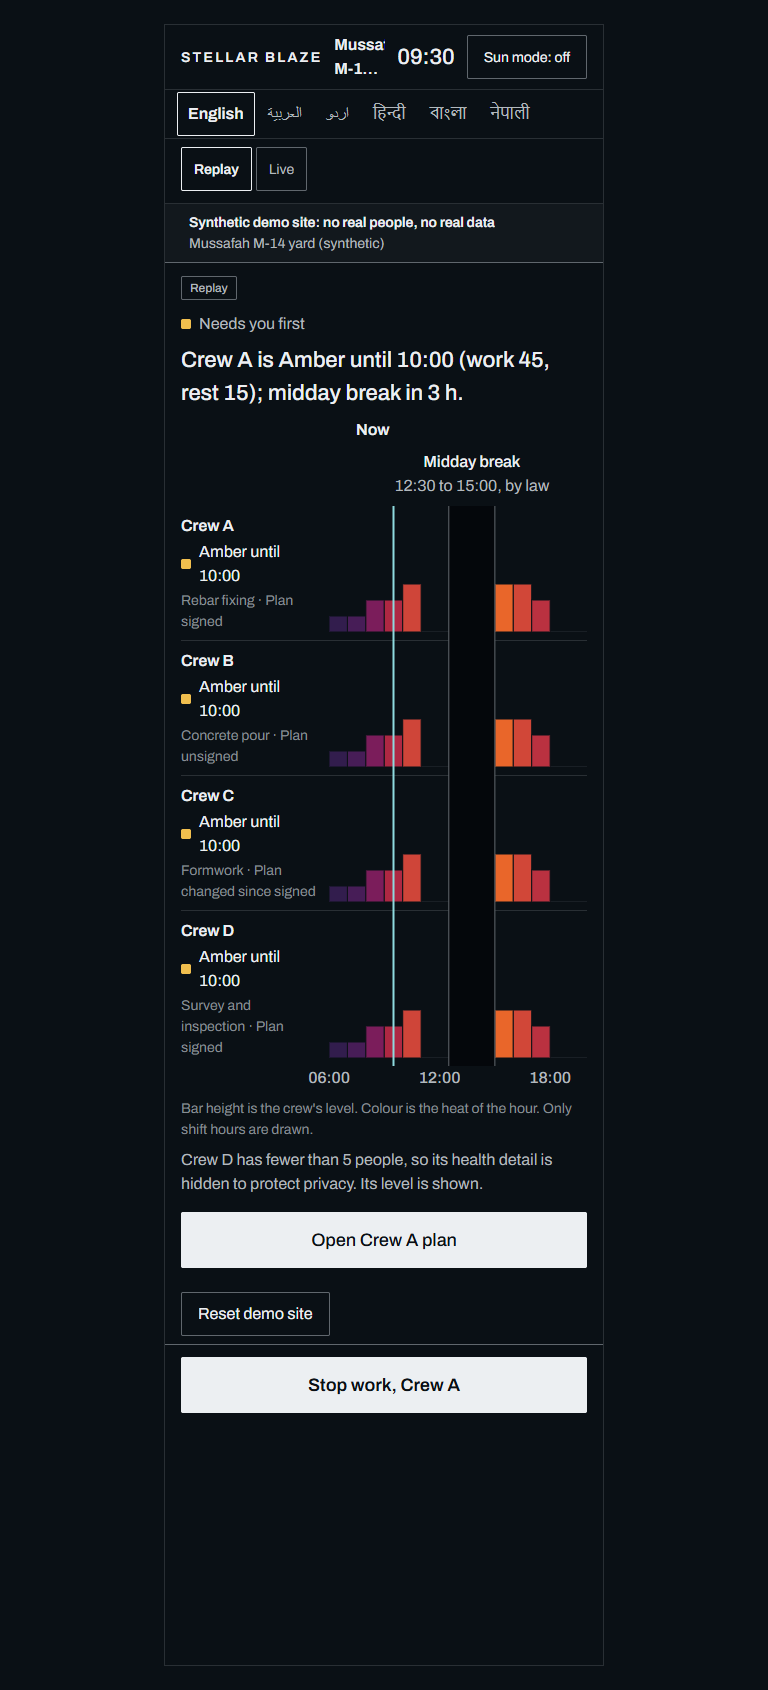 STELLAR BLAZE
M-1...
09:30
Sun mode: off
English
العربية
اردو
हिन्दी
বাংলা
नेपाली
Replay
Live
Synthetic demo site: no real people, no real data
Mussafah M-14 yard (synthetic)
Replay
Needs you first
Crew A is Amber until 10:00 (work 45,
rest 15); midday break in 3 h.
Now
Midday break
12:30 to 15:00, by law
Crew A
Amber until
10:00
Rebar fixing · Plan
signed
Crew B
Amber until
10:00
Concrete pour · Plan
unsigned
Crew C
Amber until
10:00
Formwork · Plan
changed since signed
Crew D
Amber until
10:00
Survey and
inspection · Plan
signed
06:00
12:00
18:00
Bar height is the crew's level. Colour is the heat of the hour. Only
shift hours are drawn.
Crew D has fewer than 5 people, so its health detail is
hidden to protect privacy. Its level is shown.
Open Crew A plan
Reset demo site
Stop work, Crew A